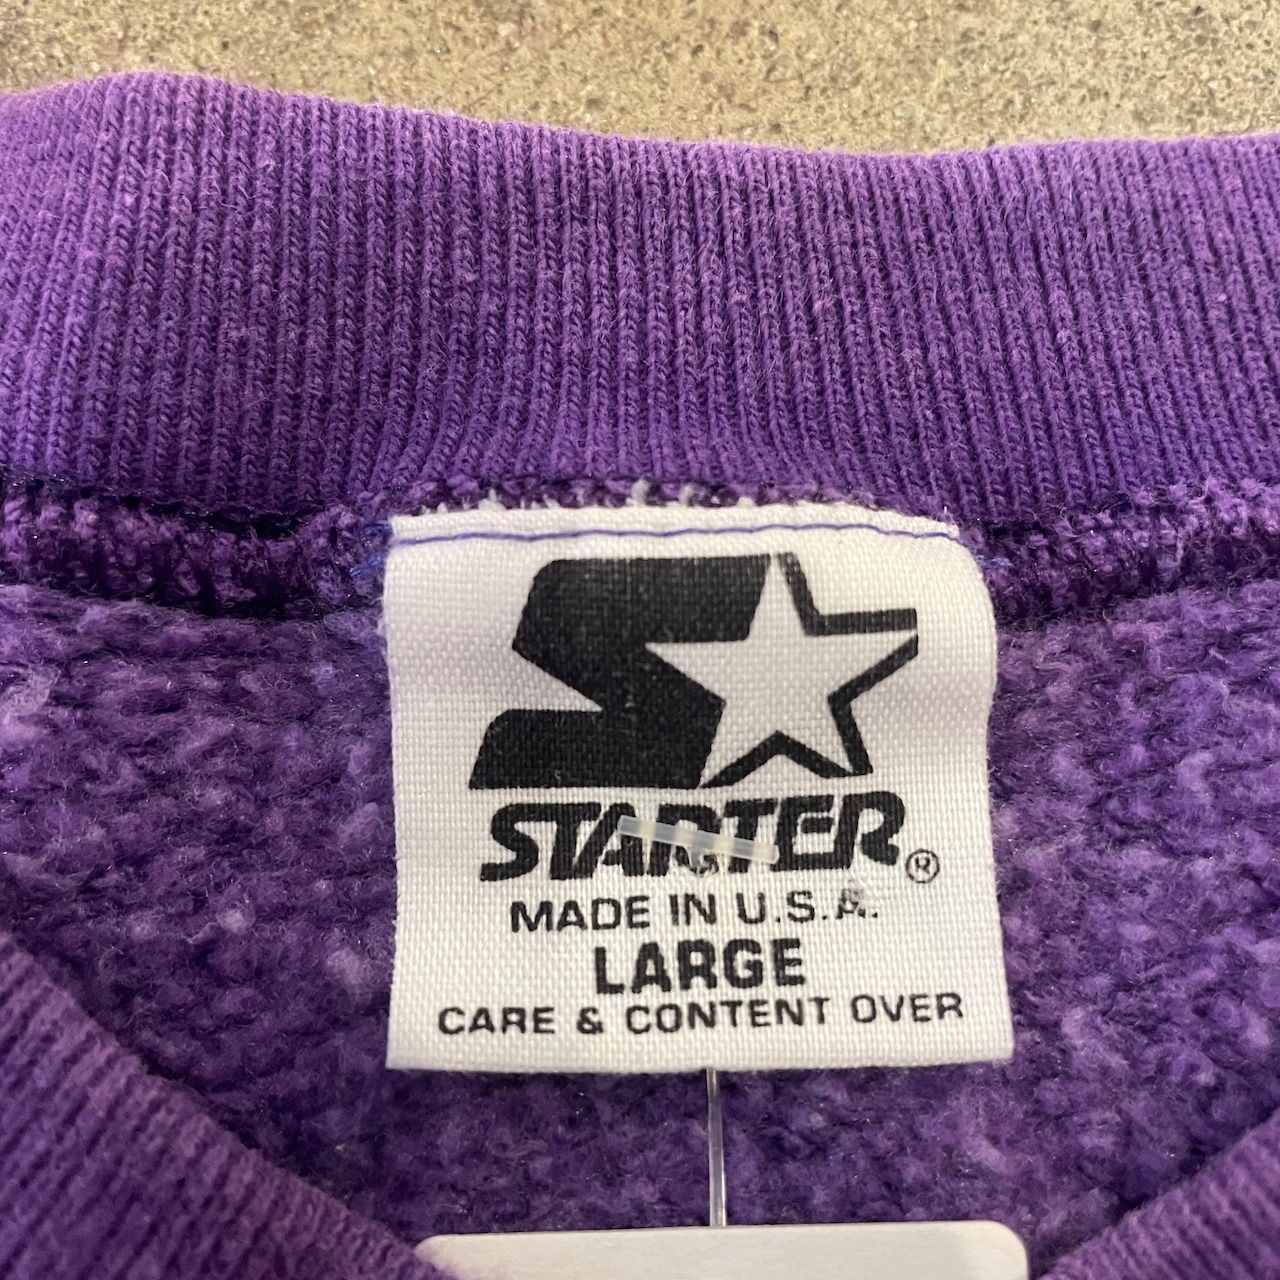 STARTER®
MADE IN U.S.A.
LARGE
CARE & CONTENT OVER